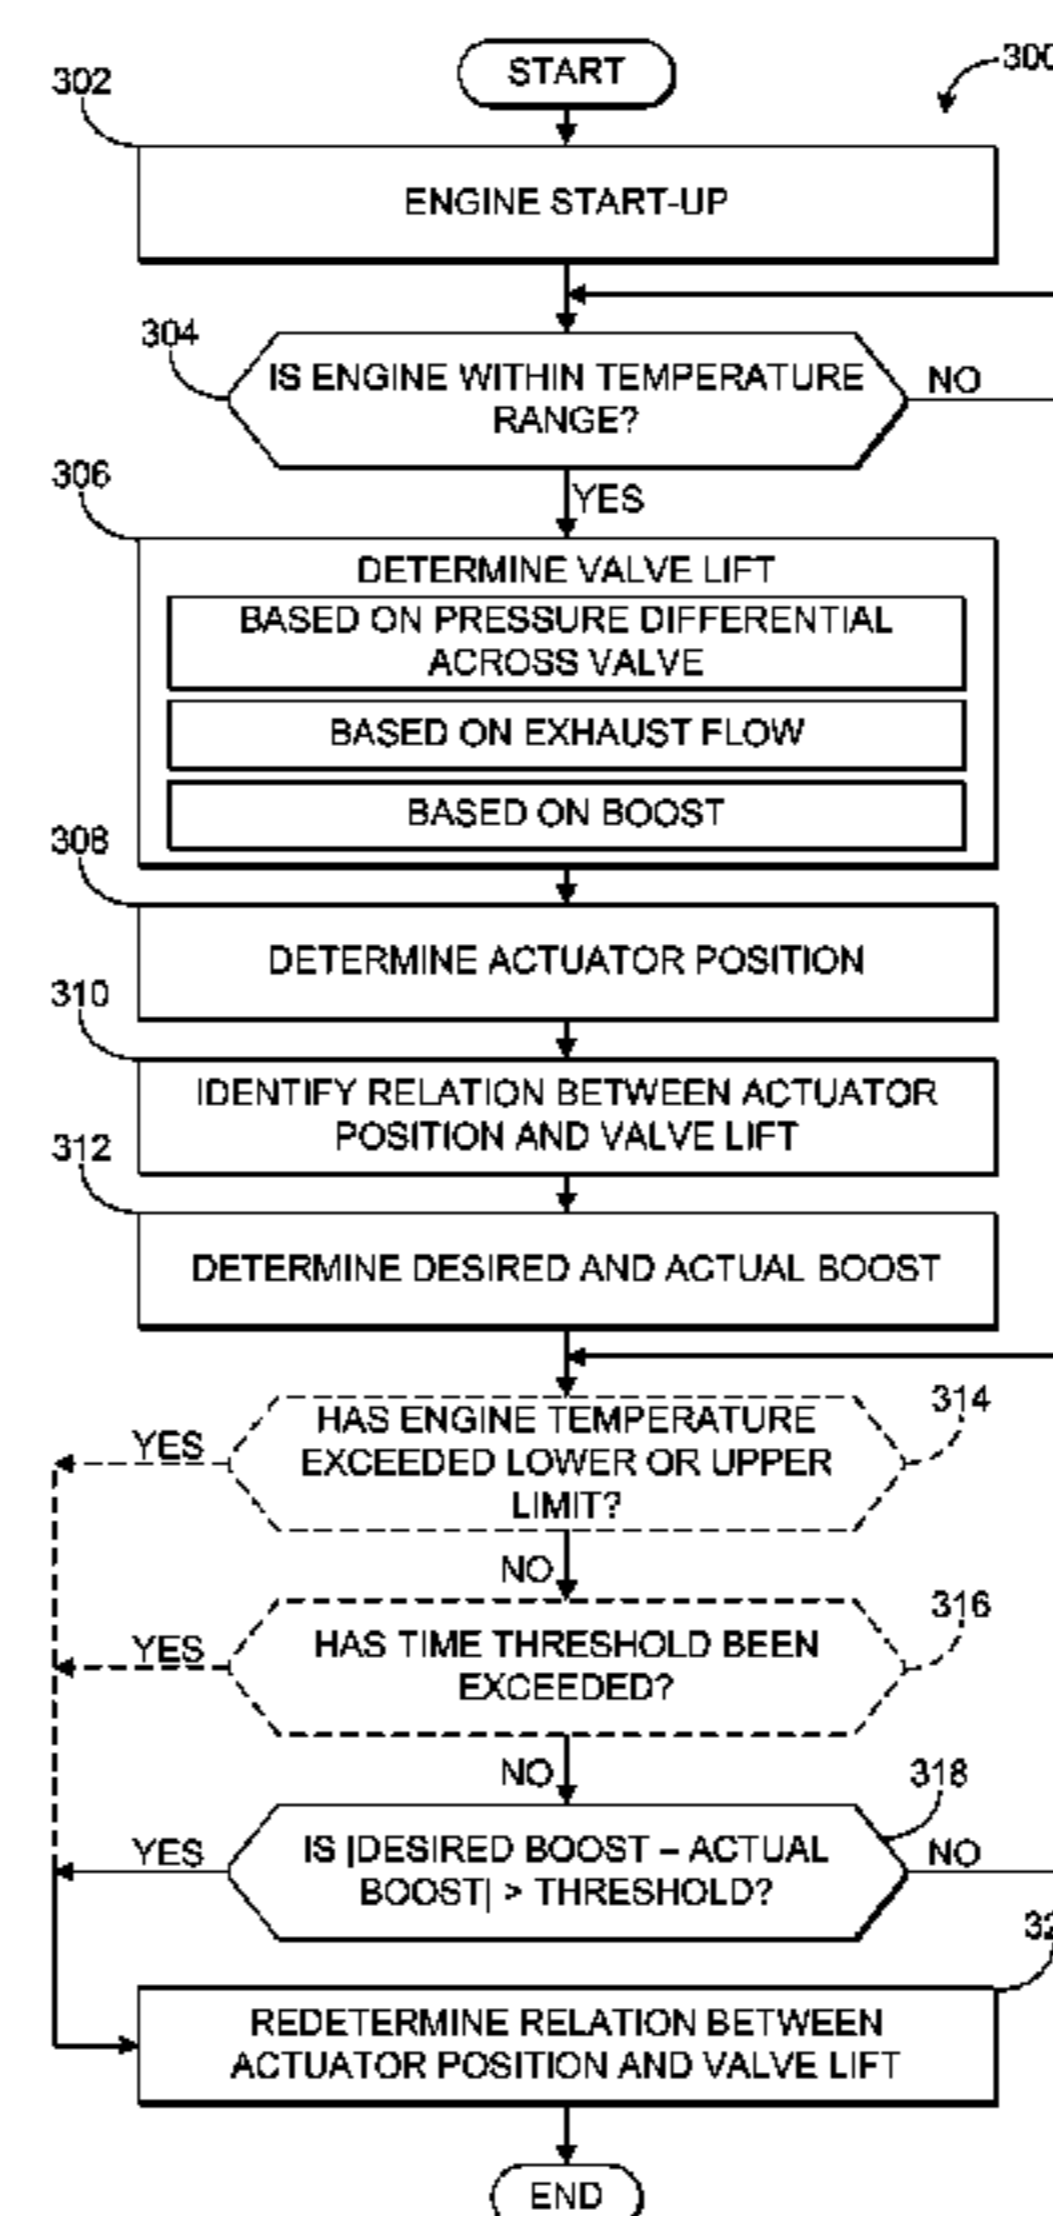 START
300
302
ENGINE START-UP
304
IS ENGINE WITHIN TEMPERATURE
RANGE?
NO
YES
306
DETERMINE VALVE LIFT
BASED ON PRESSURE DIFFERENTIAL
ACROSS VALVE
BASED ON EXHAUST FLOW
BASED ON BOOST
308
DETERMINE ACTUATOR POSITION
310
IDENTIFY RELATION BETWEEN ACTUATOR
POSITION AND VALVE LIFT
312
DETERMINE DESIRED AND ACTUAL BOOST
314
HAS ENGINE TEMPERATURE
EXCEEDED LOWER OR UPPER
LIMIT?
YES
NO
316
HAS TIME THRESHOLD BEEN
EXCEEDED?
YES
NO
318
IS |DESIRED BOOST – ACTUAL
BOOST| > THRESHOLD?
YES
NO
REDETERMINE RELATION BETWEEN
ACTUATOR POSITION AND VALVE LIFT
END